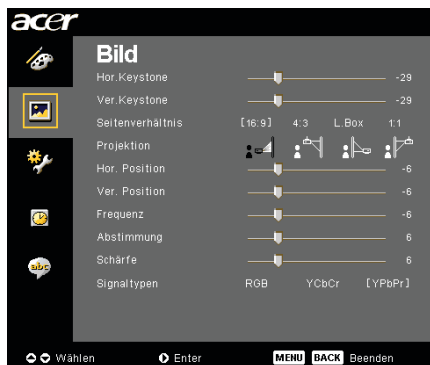 acer
Bild
Hor.Keystone -29
Ver.Keystone -29
Seitenverhältnis [16:9] 4:3 L.Box 1:1
Projektion
Hor. Position -6
Ver. Position -6
Frequenz -6
Abstimmung 6
Schärfe 6
Signaltypen RGB YCbCr [YPbPr]
abc
Wählen Enter MENU BACK Beenden